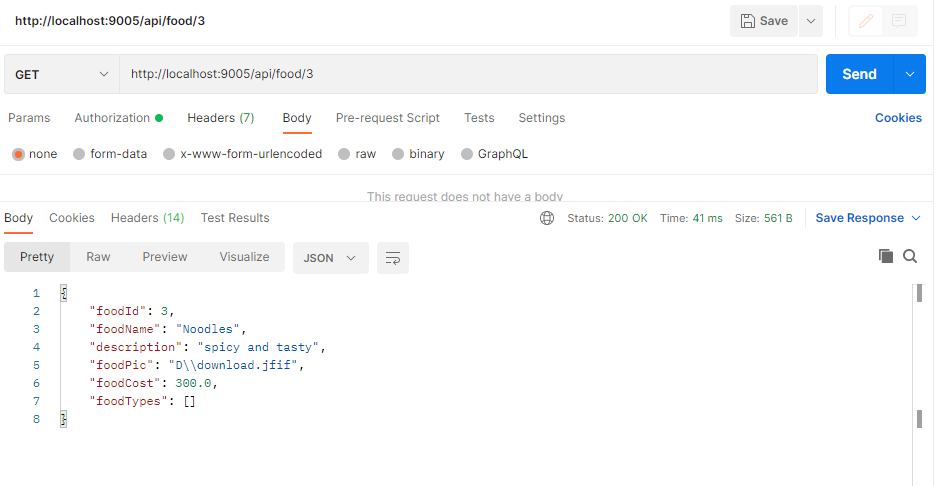 http://localhost:9005/api/food/3 Save
GET http://localhost:9005/api/food/3 Send
Params Authorization Headers (7) Body Pre-request Script Tests Settings Cookies
none form-data x-www-form-urlencoded raw binary GraphQL
This request does not have a body
Body Cookies Headers (14) Test Results Status: 200 OK Time: 41 ms Size: 561 B Save Response
Pretty Raw Preview Visualize JSON
1 {
2 "foodId": 3,
3 "foodName": "Noodles",
4 "description": "spicy and tasty",
5 "foodPic": "D\\download.jfif",
6 "foodCost": 300.0,
7 "foodTypes": []
8 }